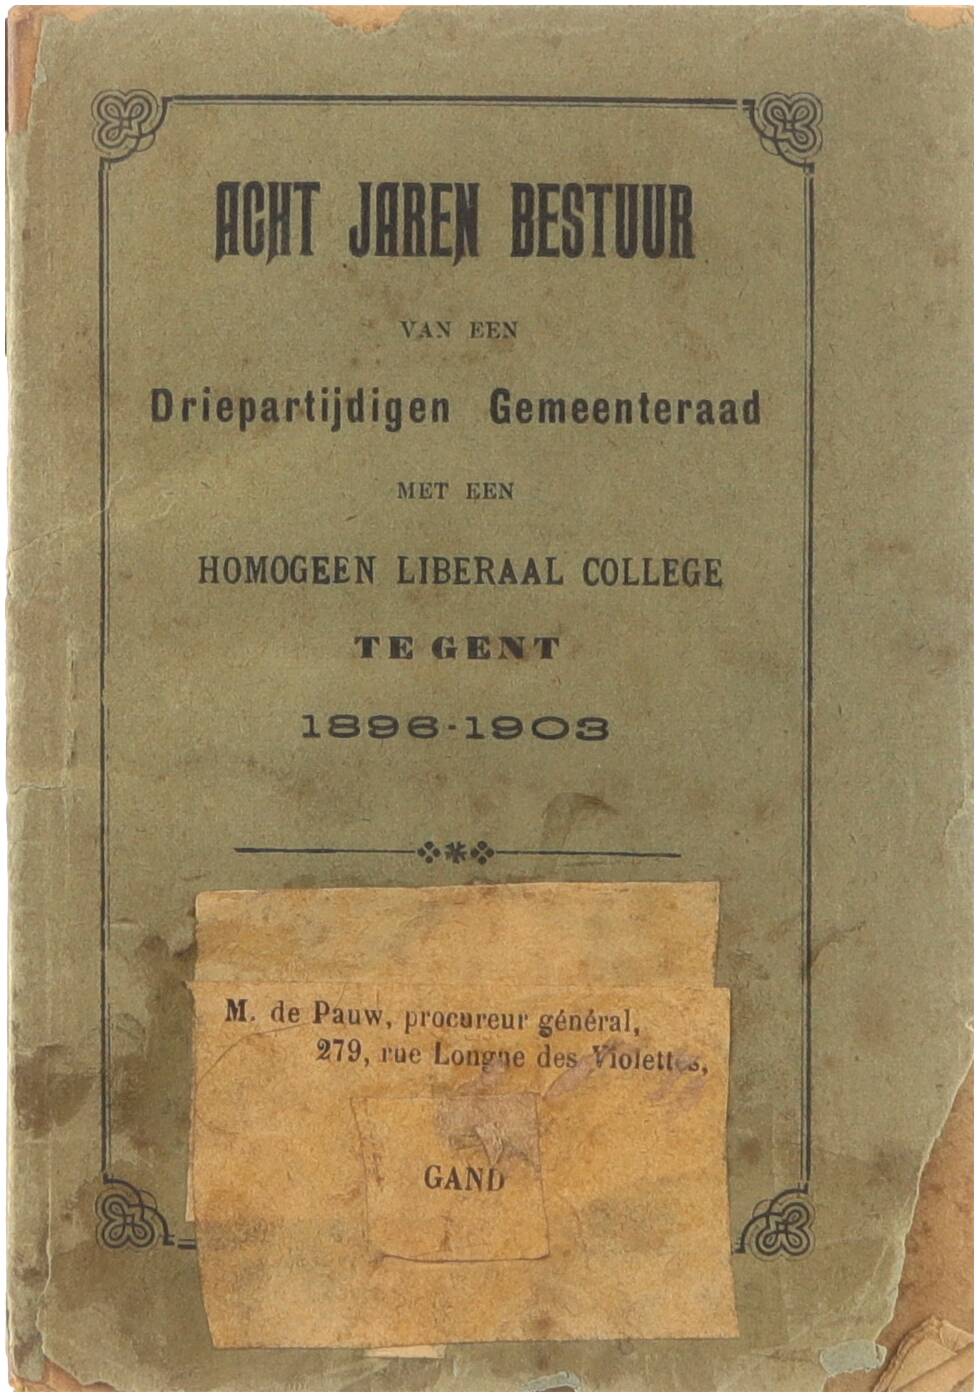 ACHT JAREN BESTUUR
VAN EEN
Driepartijdigen Gemeenteraad
MET EEN
HOMOGEEN LIBERAAL COLLEGE
TE GENT
1896-1903
M. de Pauw, procureur général,
279, rue Longue des Violettes,
GAND